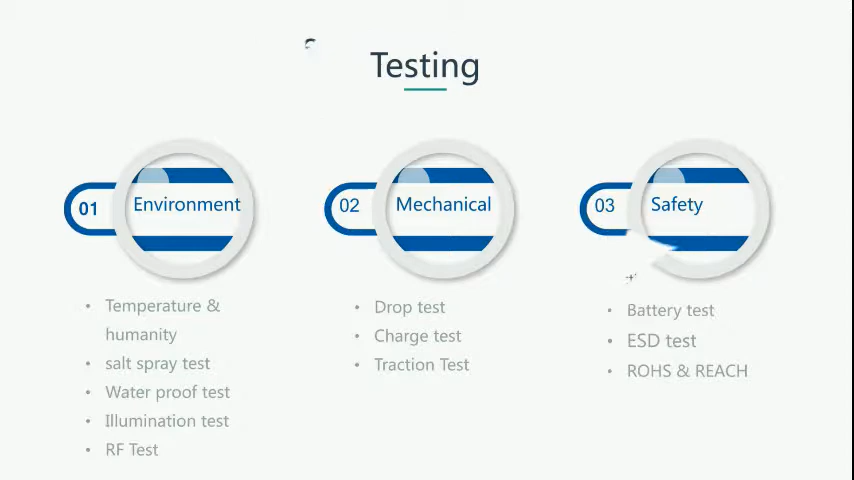 Testing
01
Environment
02
Mechanical
03
Safety
• Temperature &
humanity
• salt spray test
• Water proof test
• Illumination test
• RF Test
• Drop test
• Charge test
• Traction Test
• Battery test
• ESD test
• ROHS & REACH